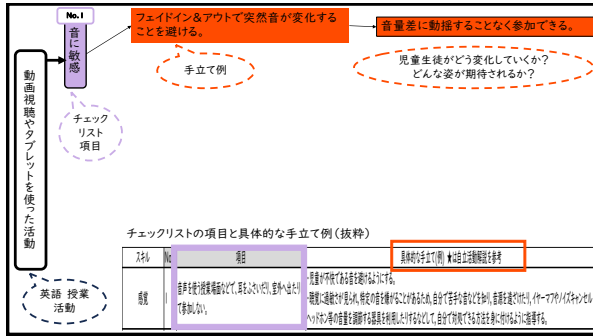 No.1
音に敏感
フェイドイン&アウトで突然音が変化する
ことを避ける。
音量差に動揺することなく参加できる。
手立て例
児童生徒がどう変化していくか?
どんな姿が期待されるか?
動画視聴やタブレットを使った活動
チェック
リスト
項目
英語 授業
活動
チェックリストの項目と具体的な手立て例(抜粋)
スキル No 項目 具体的な手立て(例) ★は自立活動解説を参考
感覚 1 音声を使う授業場面などで、耳をふさいだり、室外へ出たり
て参加しない。
・児童が不快である音を避けるようにする。
・聴覚に過敏さが見られ、特定の音を嫌がることがあるため、自分で苦手な音などを知り、音源を遠ざけたり、イヤーマフやノイズキャンセル
ヘッドホン等の音量を調節する器具を利用したりするなどして、自分で対処できる方法を身に付けるように指導する。